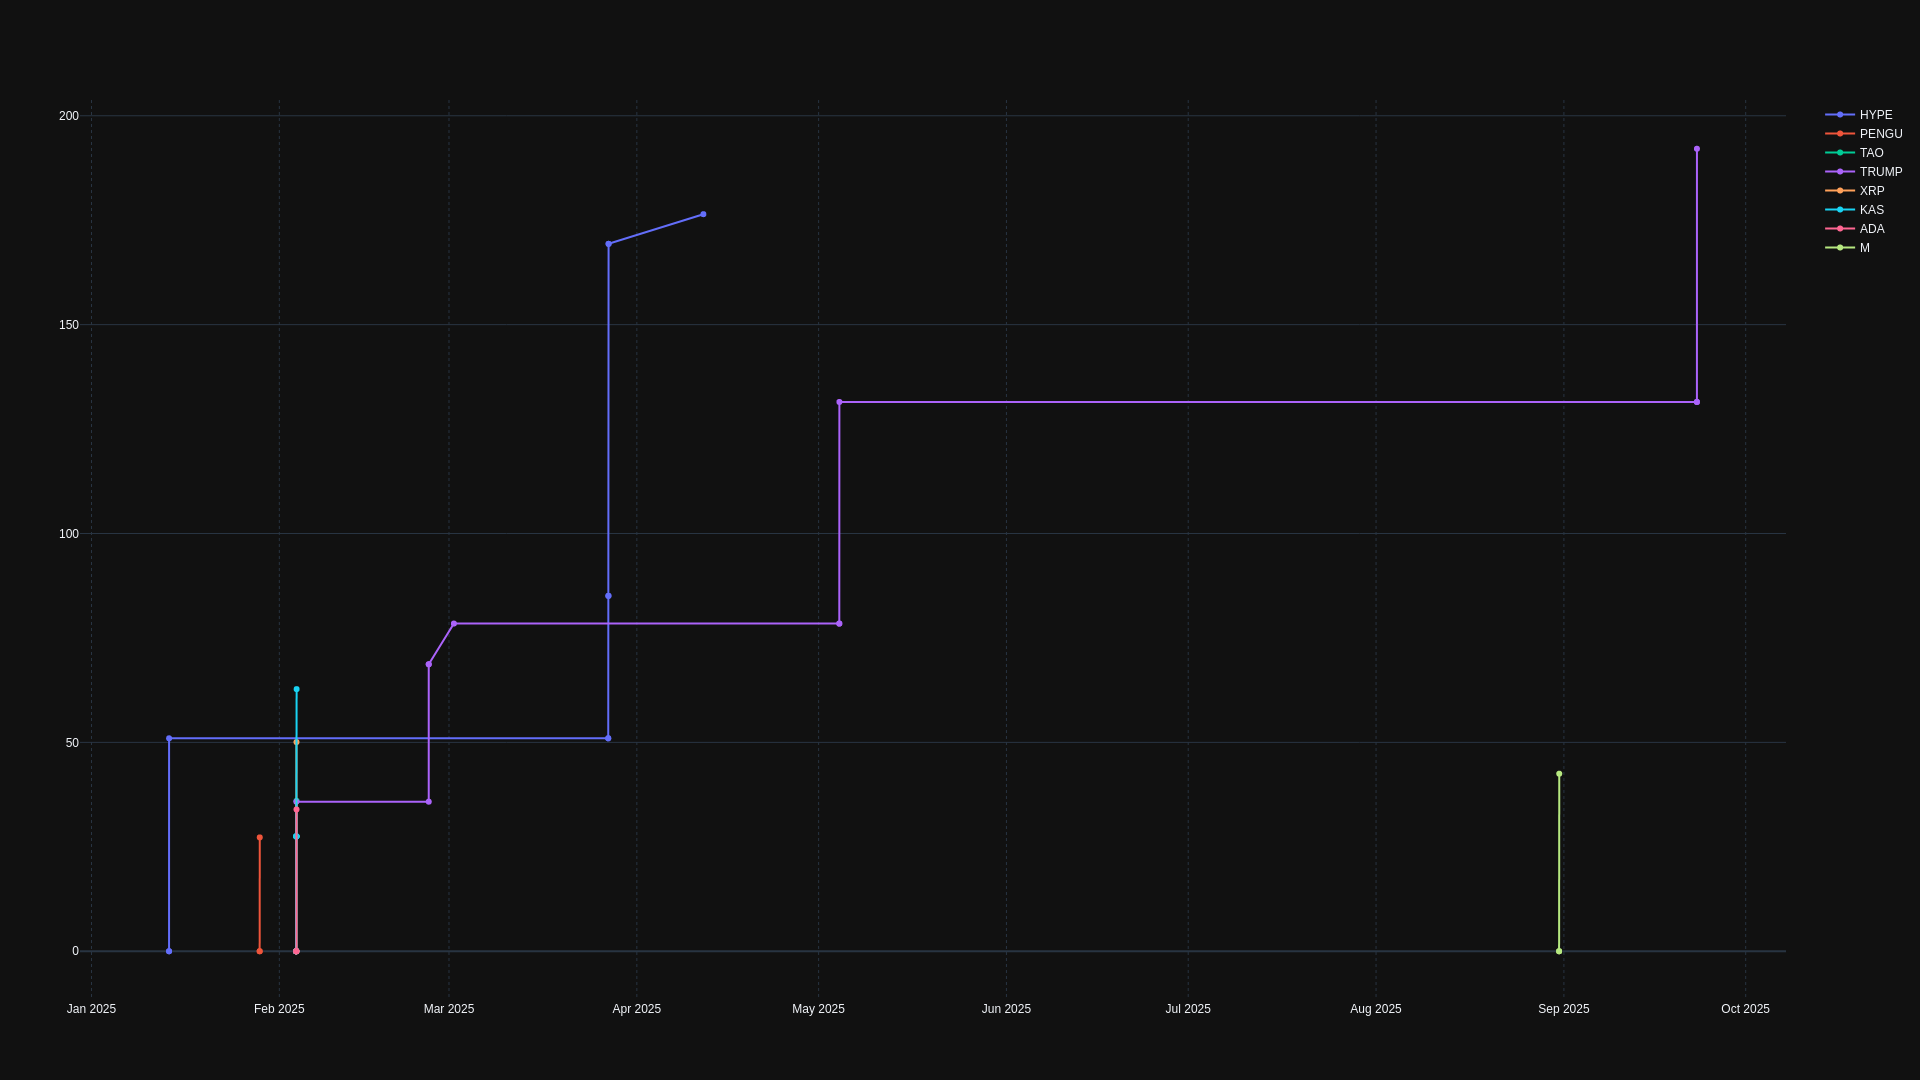 200
150
100
50
0
Jan 2025
Feb 2025
Mar 2025
Apr 2025
May 2025
Jun 2025
Jul 2025
Aug 2025
Sep 2025
Oct 2025
HYPE
PENGU
TAO
TRUMP
XRP
KAS
ADA
M